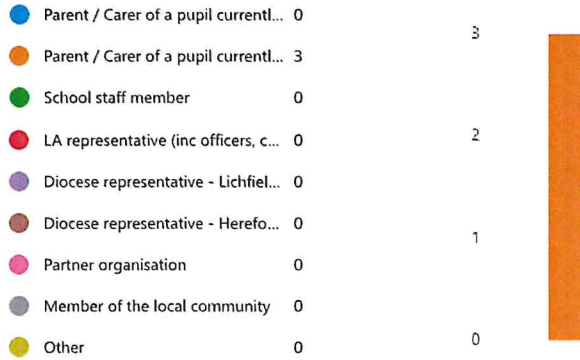 Parent / Carer of a pupil currentl... 0
Parent / Carer of a pupil currentl... 3
School staff member 0
LA representative (inc officers, c... 0
Diocese representative - Lichfiel... 0
Diocese representative - Herefo... 0
Partner organisation 0
Member of the local community 0
Other 0
3
2
1
0